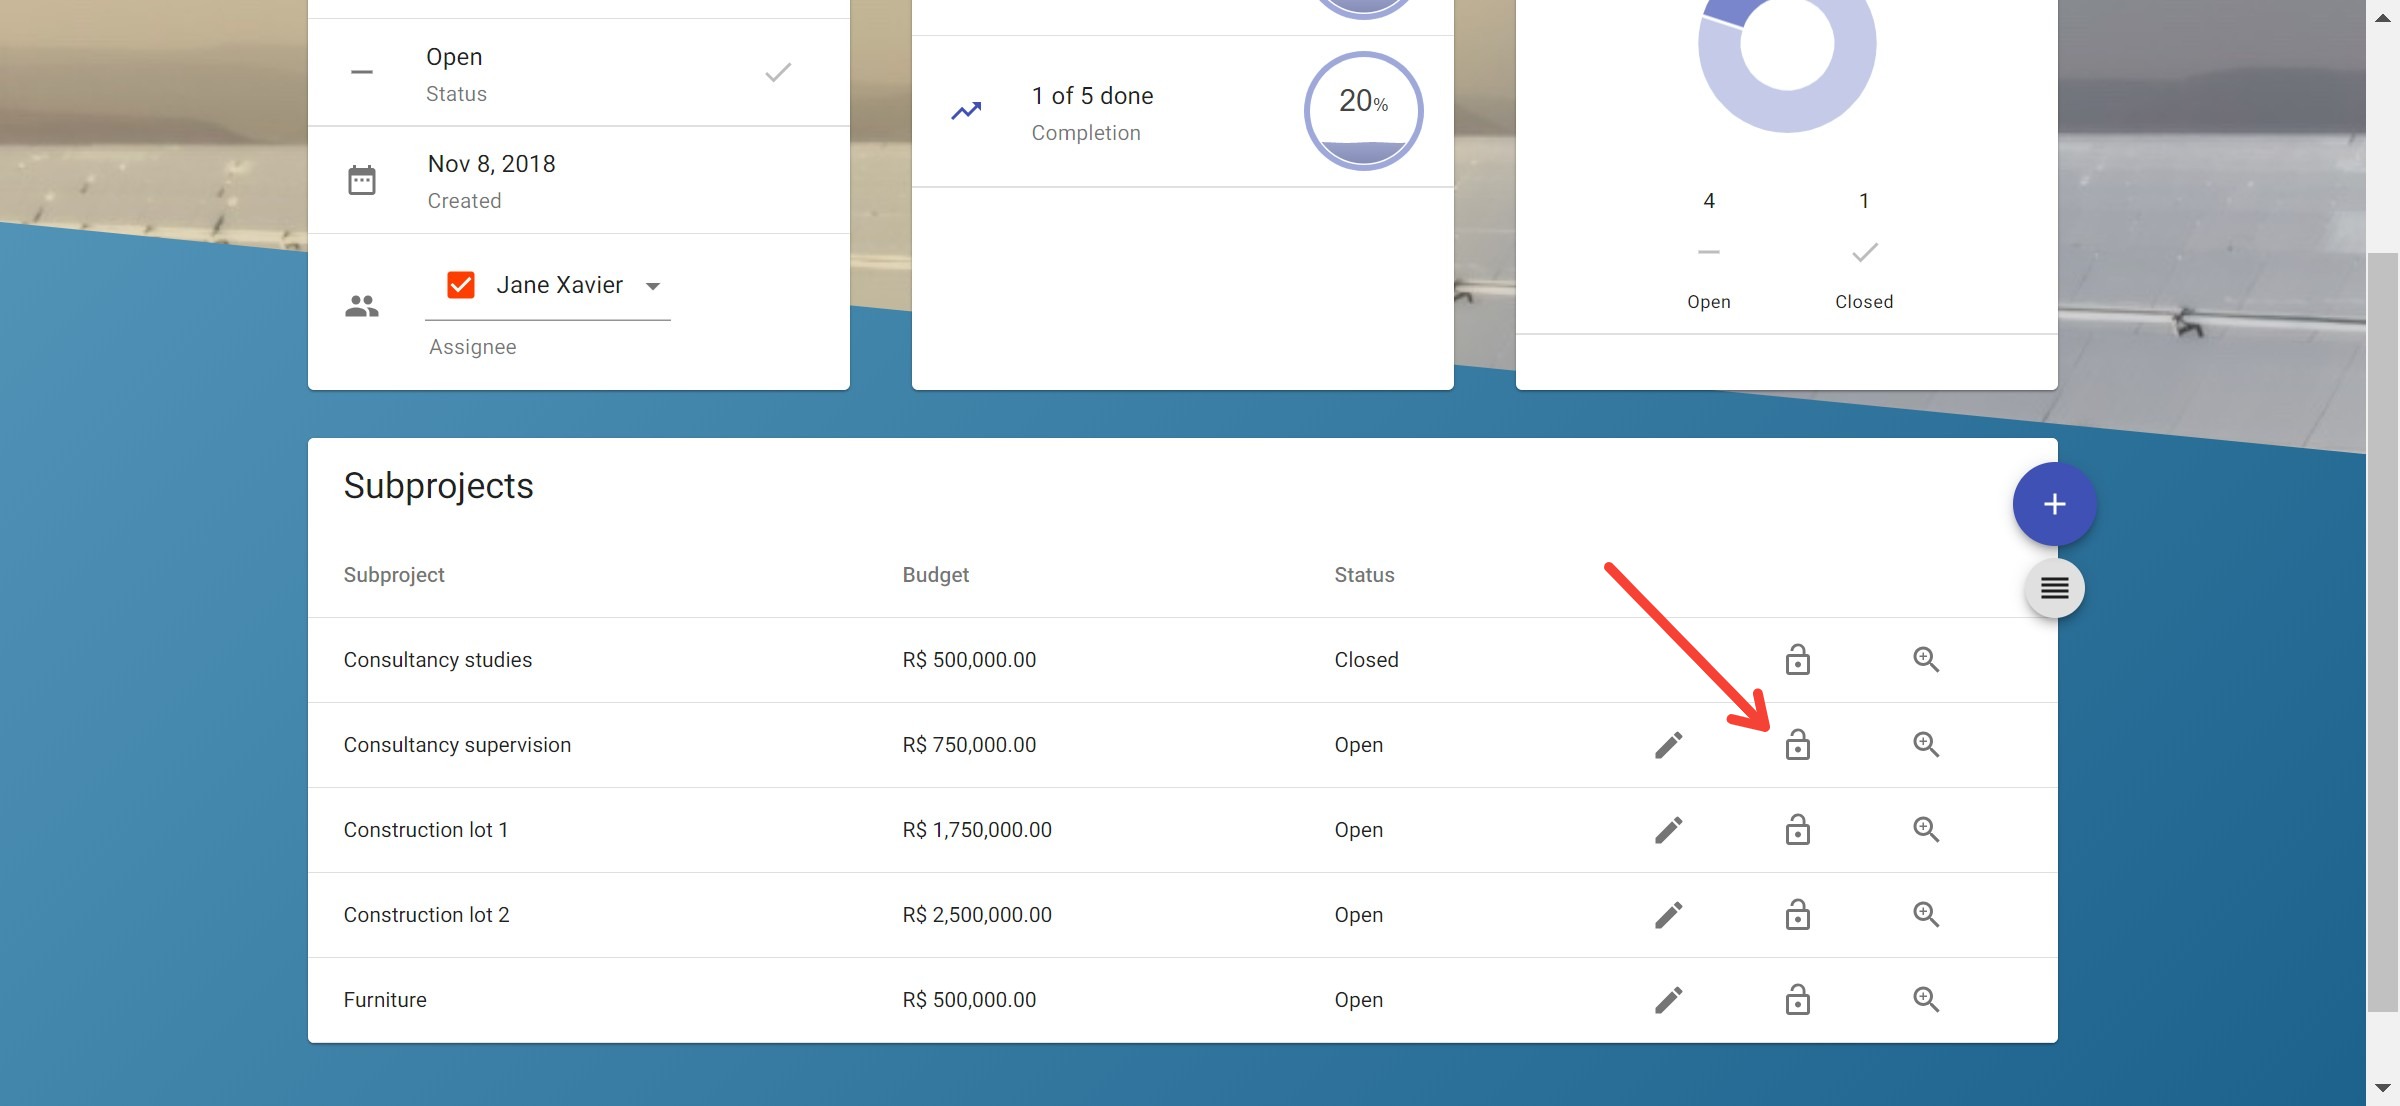 Open
Status
Nov 8, 2018
Created
Jane Xavier
Assignee
1 of 5 done
Completion
20%
4 1
Open Closed
Subprojects
Subproject Budget Status
Consultancy studies R$ 500,000.00 Closed
Consultancy supervision R$ 750,000.00 Open
Construction lot 1 R$ 1,750,000.00 Open
Construction lot 2 R$ 2,500,000.00 Open
Furniture R$ 500,000.00 Open